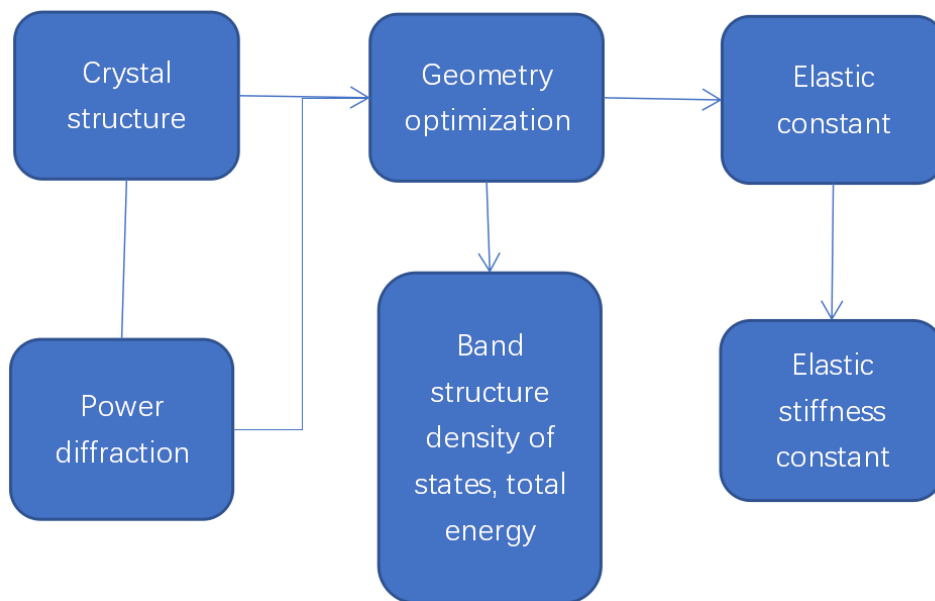 Crystal
structure
Geometry
optimization
Elastic
constant
Power
diffraction
Band
structure
density of
states, total
energy
Elastic
stiffness
constant